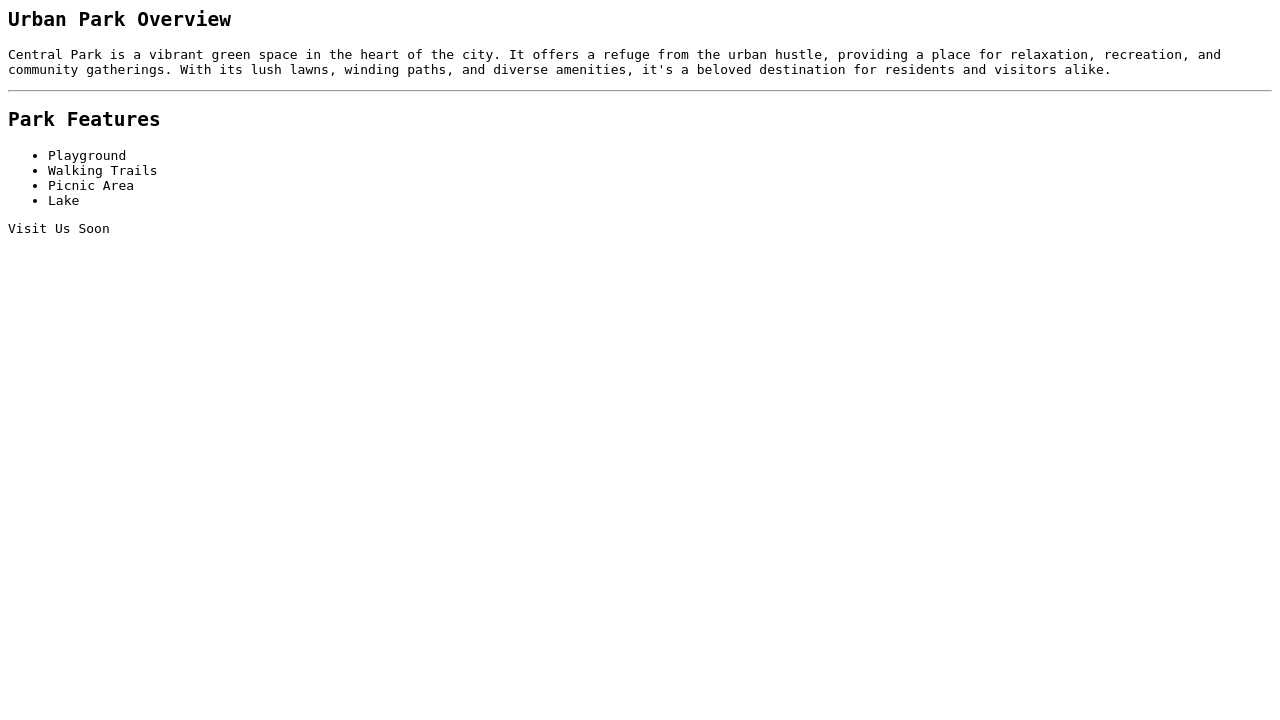 Urban Park Overview
Central Park is a vibrant green space in the heart of the city. It offers a refuge from the urban hustle, providing a place for relaxation, recreation, and
community gatherings. With its lush lawns, winding paths, and diverse amenities, it's a beloved destination for residents and visitors alike.
Park Features
• Playground
• Walking Trails
• Picnic Area
• Lake
Visit Us Soon